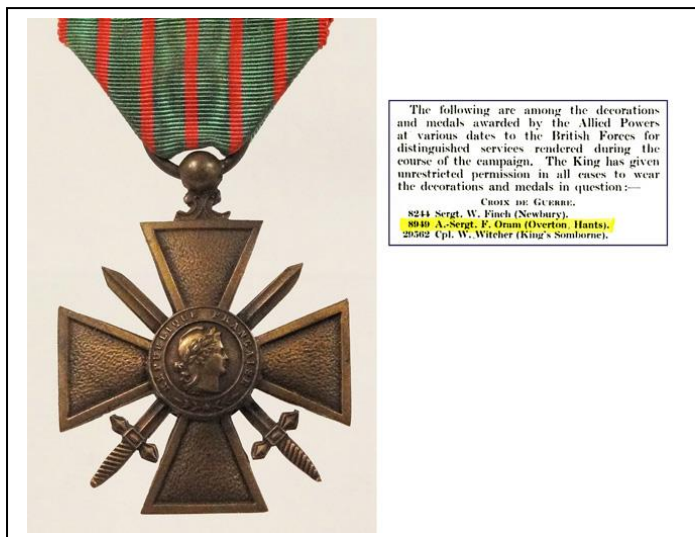 REPUBLIQUE FRANÇAISE
The following are among the decorations
and medals awarded by the Allied Powers
at various dates to the British Forces for
distinguished services rendered during the
course of the campaign. The King has given
unrestricted permission in all cases to wear
the decorations and medals in question:—
CROIX DE GUERRE.
8244 Sergt. W. Finch (Newbury).
8949 A.-Sergt. F. Oram (Overton, Hants).
29562 Cpl. W. Witcher (King's Somborne).